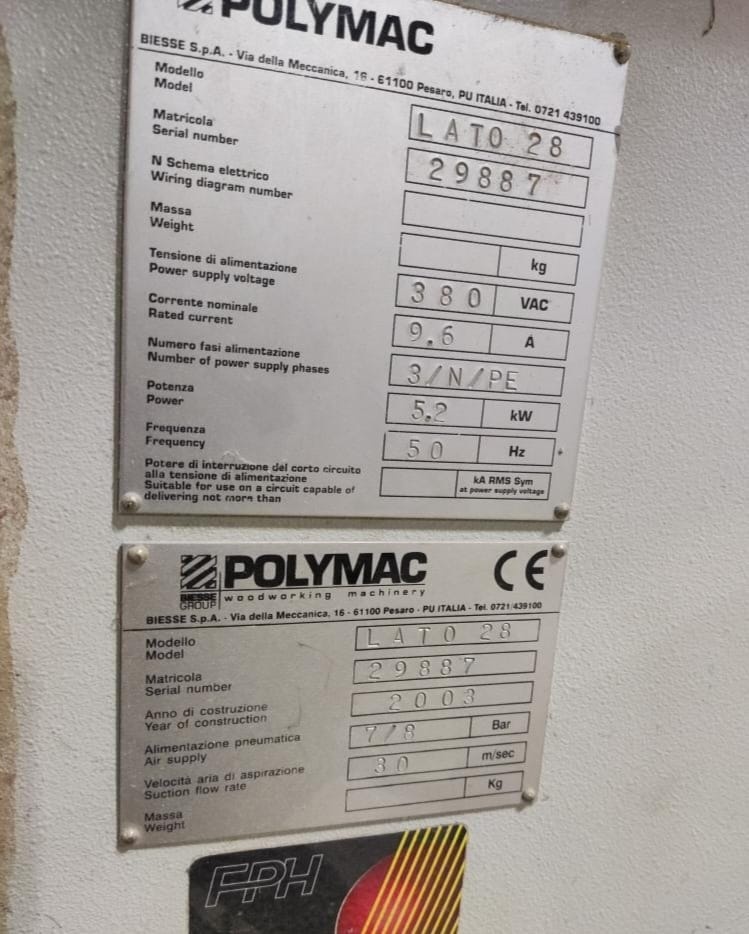 POLYMAC
BIESSE S.p.A. - Via della Meccanica, 16 - 61100 Pesaro, PU ITALIA - Tel. 0721 439100
Modello
Model
LATO 28
Matricola
Serial number
29887
N Schema elettrico
Wiring diagram number
Massa
Weight
kg
Tensione di alimentazione
Power supply voltage
380 VAC
Corrente nominale
Rated current
9.6 A
Numero fasi alimentazione
Number of power supply phases
3/N/PE
Potenza
Power
5.2 kW
Frequenza
Frequency
50 Hz
Potere di interruzione del corto circuito
alla tensione di alimentazione
Suitable for use on a circuit capable of
delivering not more than
kA RMS Sym
at power supply voltage
POLYMAC CE
BIESSE
GROUP
woodworking machinery
BIESSE S.p.A. - Via della Meccanica, 16 - 61100 Pesaro - PU ITALIA - Tel. 0721/439100
Modello
Model
LATO 28
Matricola
Serial number
29887
Anno di costruzione
Year of construction
2003
Alimentazione pneumatica
Air supply
7/8 Bar
Velocità aria di aspirazione
Suction flow rate
30 m/sec
Massa
Weight
Kg
FPH